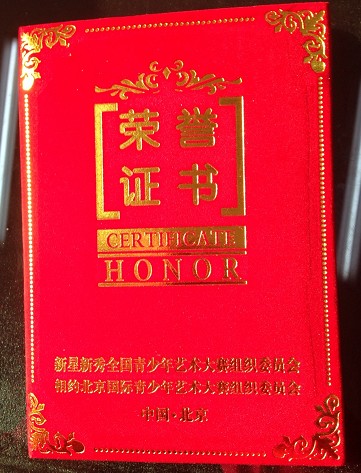 荣誉
证书
CERTIFICATE
HONOR
新星新秀全国青少年艺术大赛组织委员会
相约北京国际青少年艺术大赛组织委员会
中国·北京